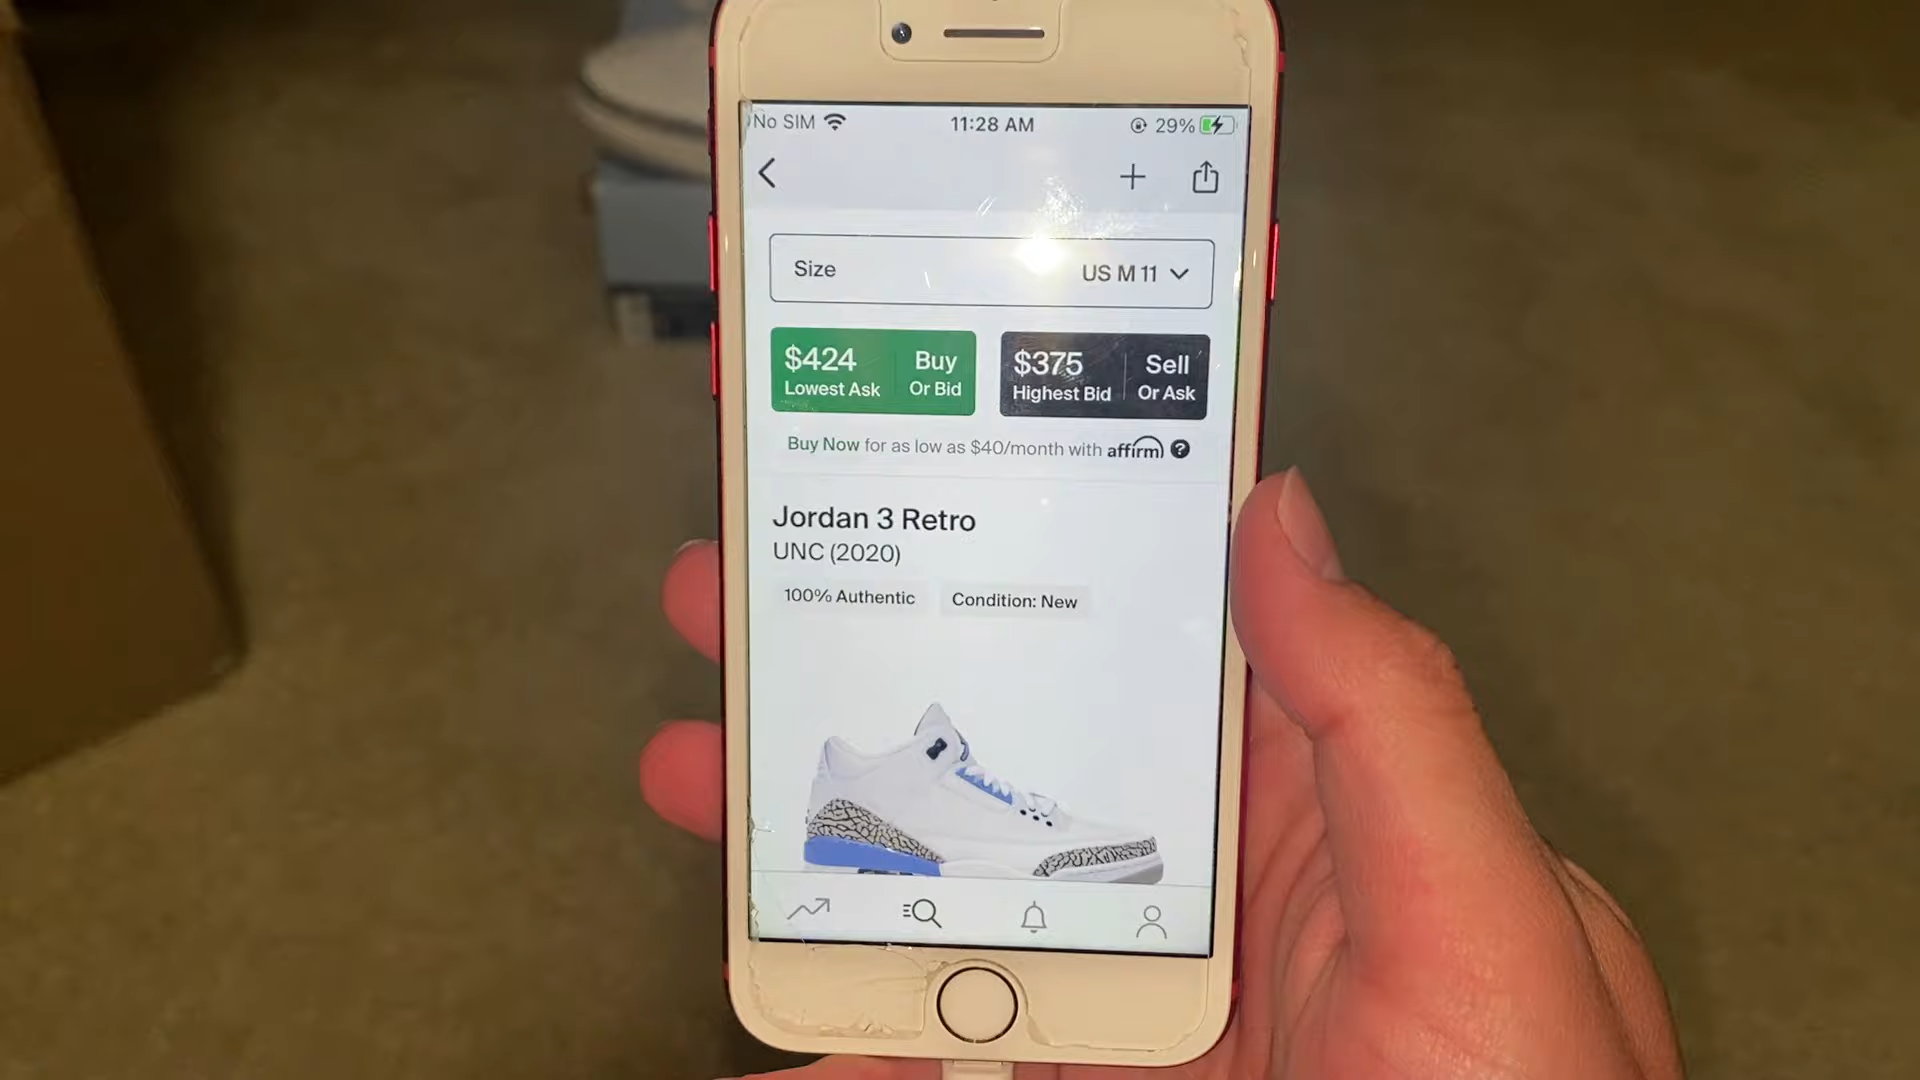 No SIM 11:28 AM 29%
Size US M 11
$424 Buy $375 Sell
Lowest Ask Or Bid Highest Bid Or Ask
Buy Now for as low as $40/month with affirm ?
Jordan 3 Retro
UNC (2020)
100% Authentic Condition: New